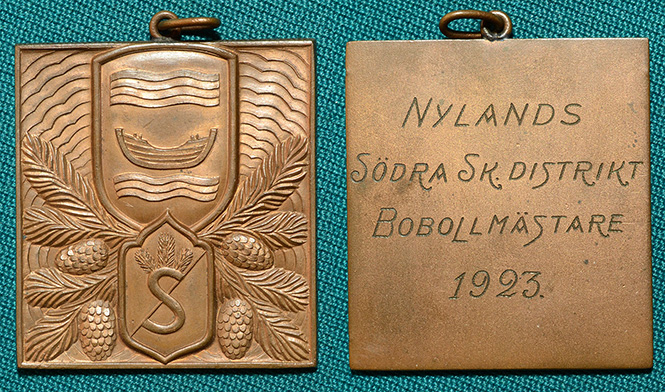 S
NYLANDS
SÖDRA SK. DISTRIKT
BOBOLLMÄSTARE
1923.